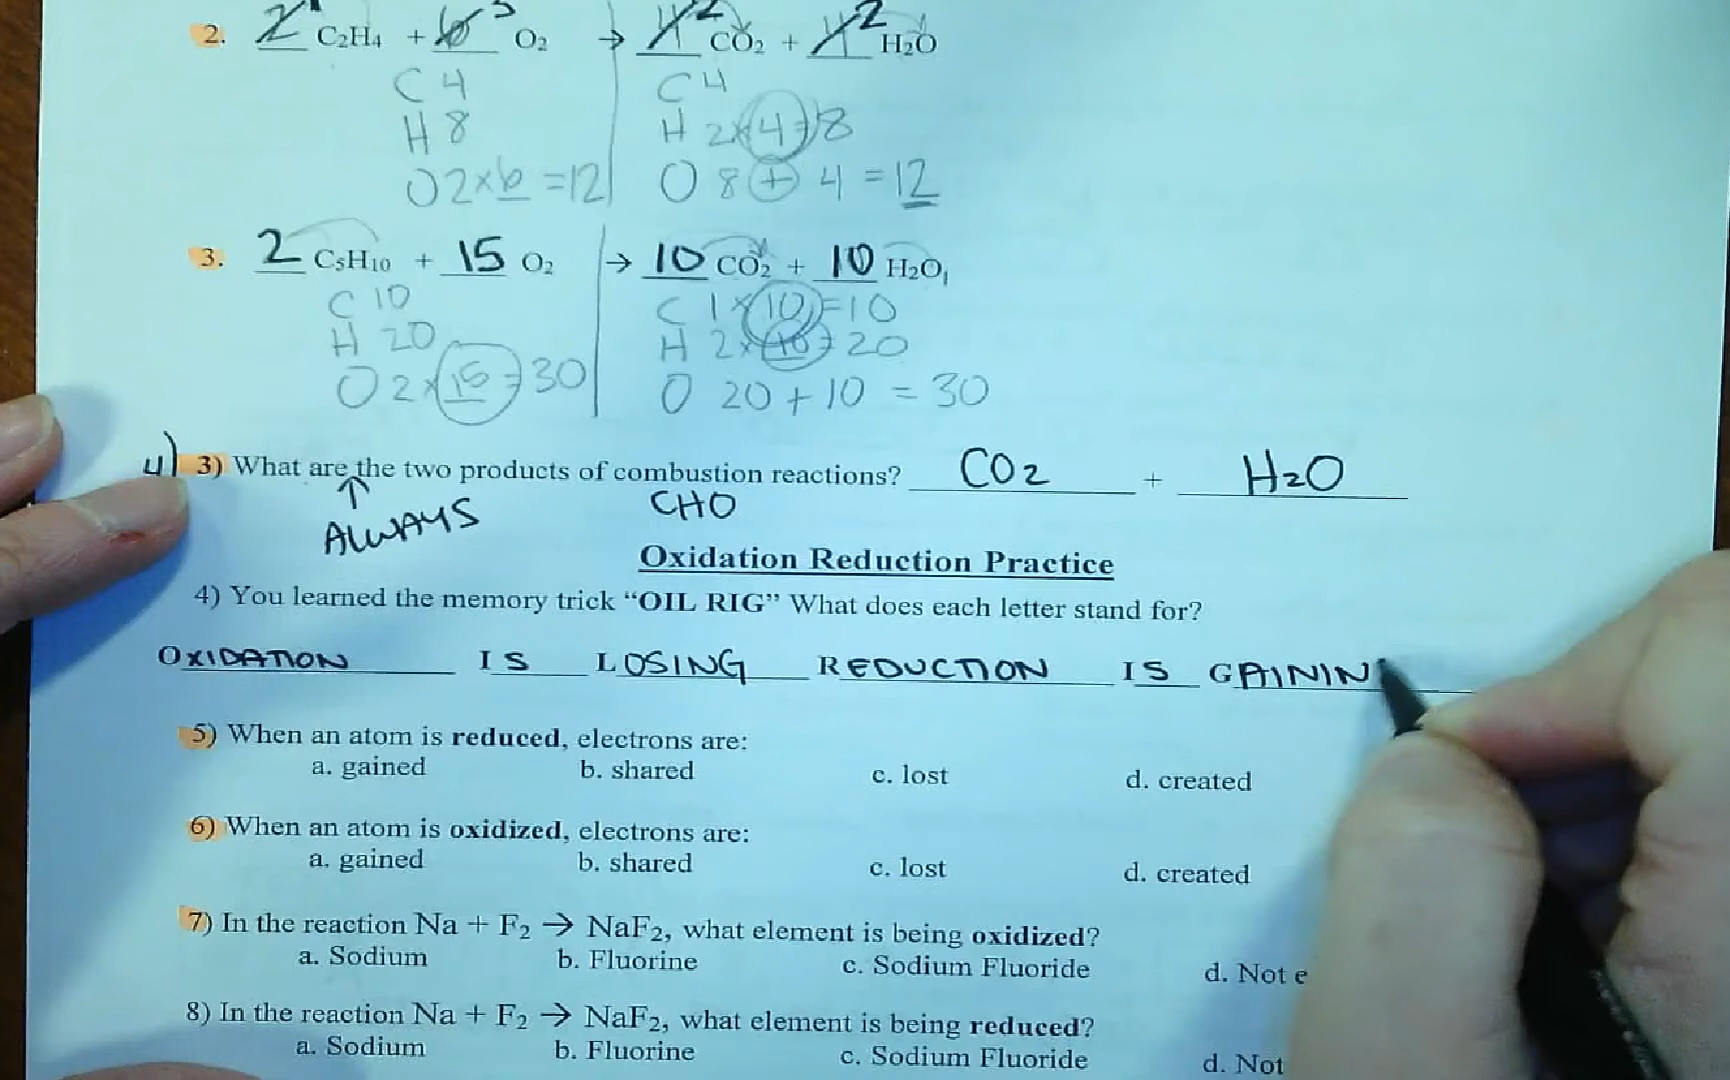 2. 2 C₂H₄ + 6 O₂ → 1 2 CO₂ + 1 2 H₂O
C 4 C 4
H 8 H 2×4=8
O 2×6 =12 O 8 + 4 = 12
3. 2 C₅H₁₀ + 15 O₂ → 10 CO₂ + 10 H₂O₁
C 10 C 1×10=10
H 20 H 2×10=20
O 2×15=30 O 20+10 = 30
4) 3) What are the two products of combustion reactions? CO₂ + H₂O
↑ ALWAYS CHO
Oxidation Reduction Practice
4) You learned the memory trick “OIL RIG” What does each letter stand for?
OXIDATION IS LOSING REDUCTION IS GAININ
5) When an atom is reduced, electrons are:
a. gained b. shared c. lost d. created
6) When an atom is oxidized, electrons are:
a. gained b. shared c. lost d. created
7) In the reaction Na + F₂ → NaF₂, what element is being oxidized?
a. Sodium b. Fluorine c. Sodium Fluoride d. Not e
8) In the reaction Na + F₂ → NaF₂, what element is being reduced?
a. Sodium b. Fluorine c. Sodium Fluoride d. Not